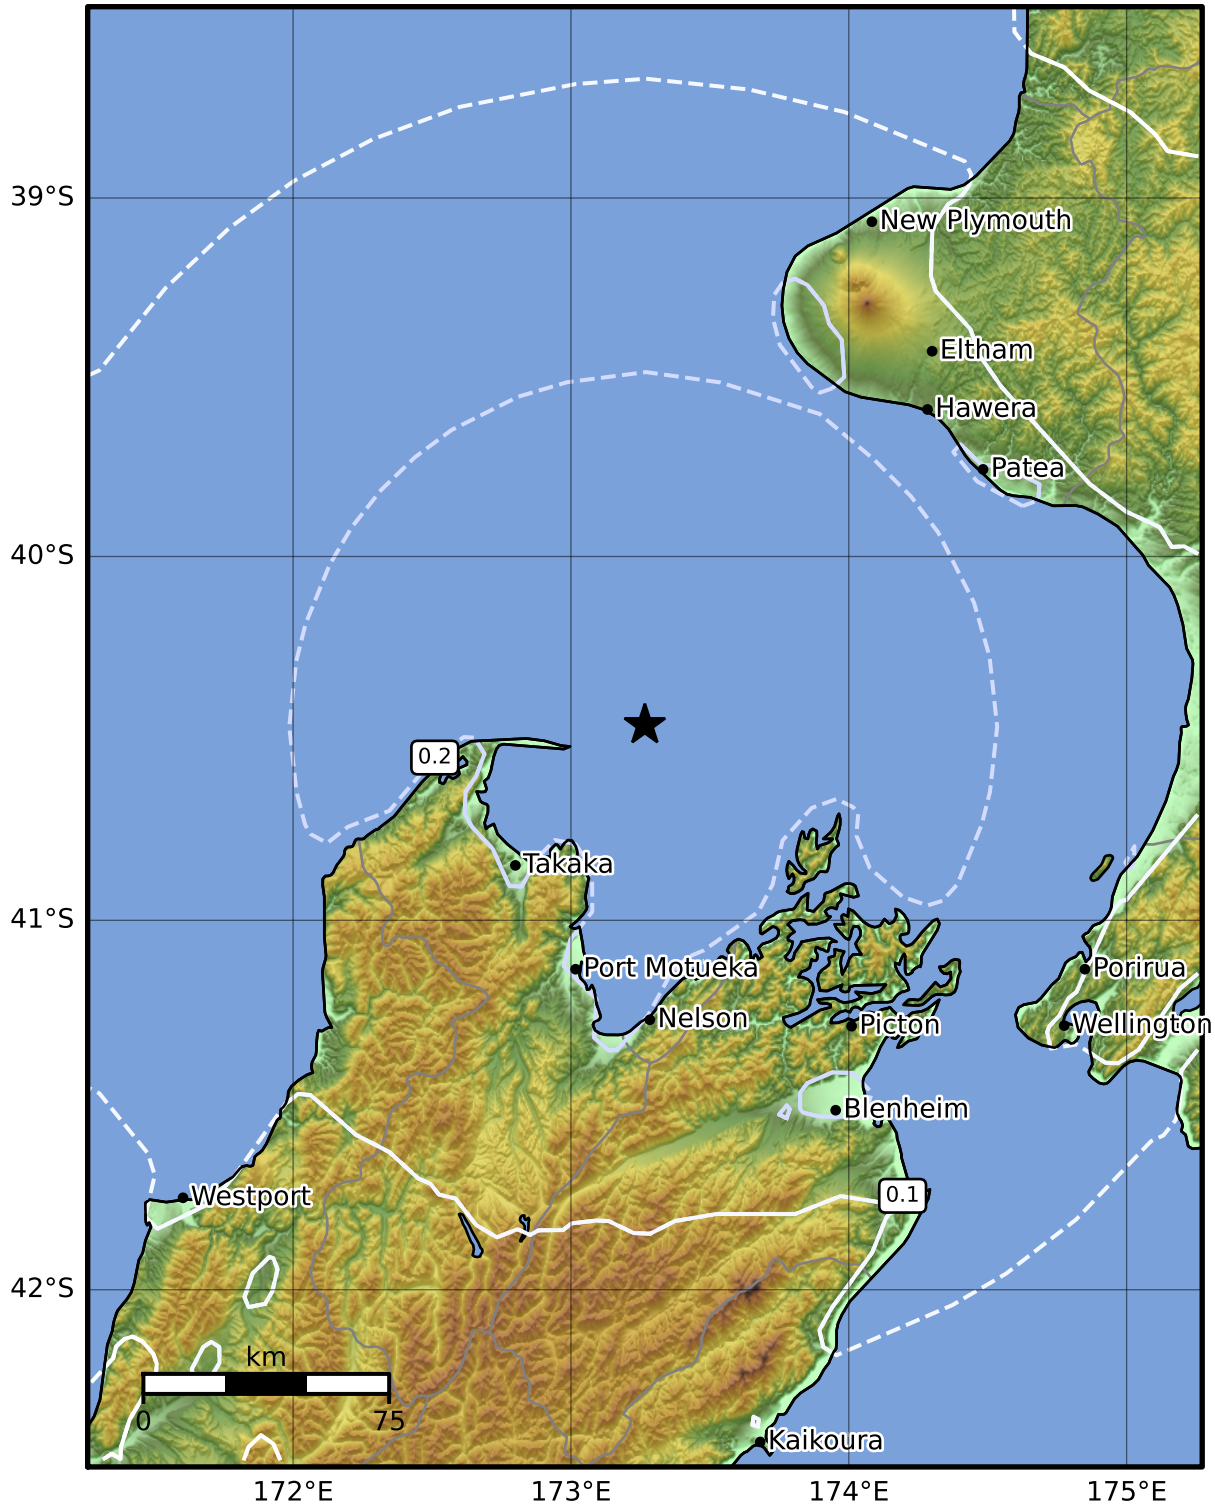 39°S
New Plymouth
Eltham
Hawera
Patea
40°S
0.2
Takaka
41°S
Port Motueka
Porirua
Nelson
Picton
Wellington
Blenheim
Westport
0.1
42°S
km
0 75
Kaikoura
172°E 173°E 174°E 175°E